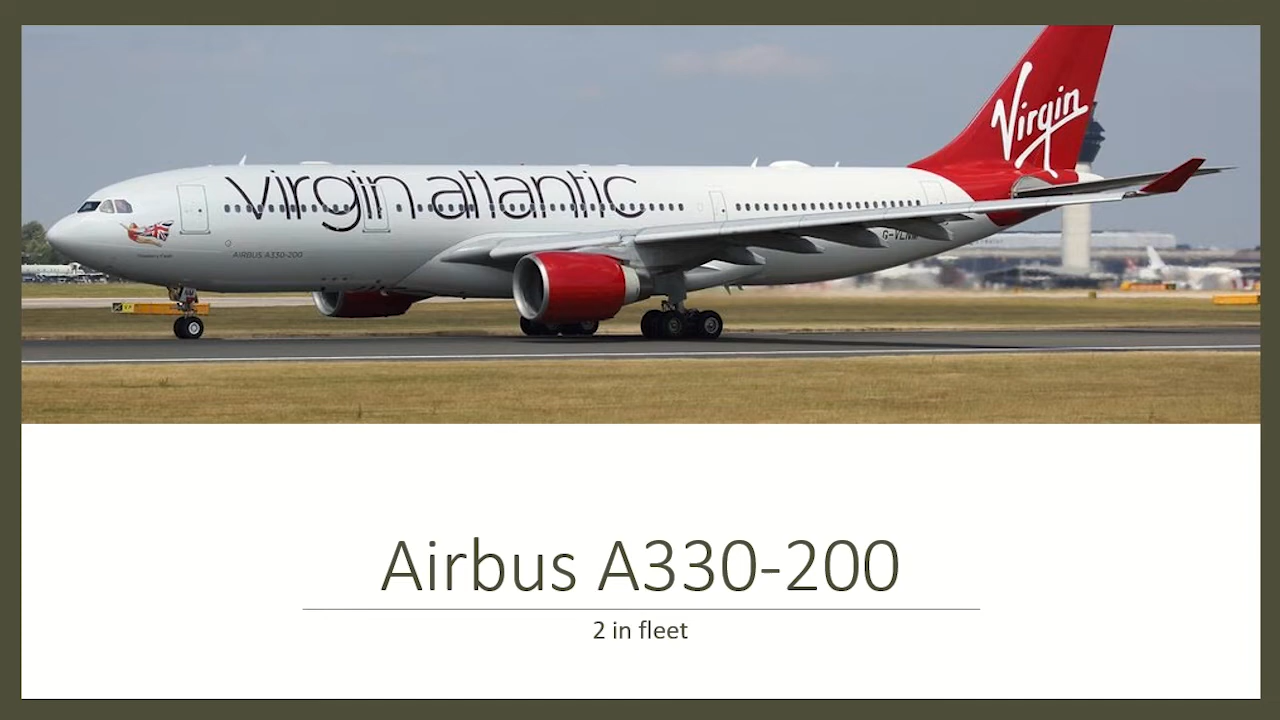 Virgin
virgin atlantic
AIRBUS A330-200
Airbus A330-200
2 in fleet